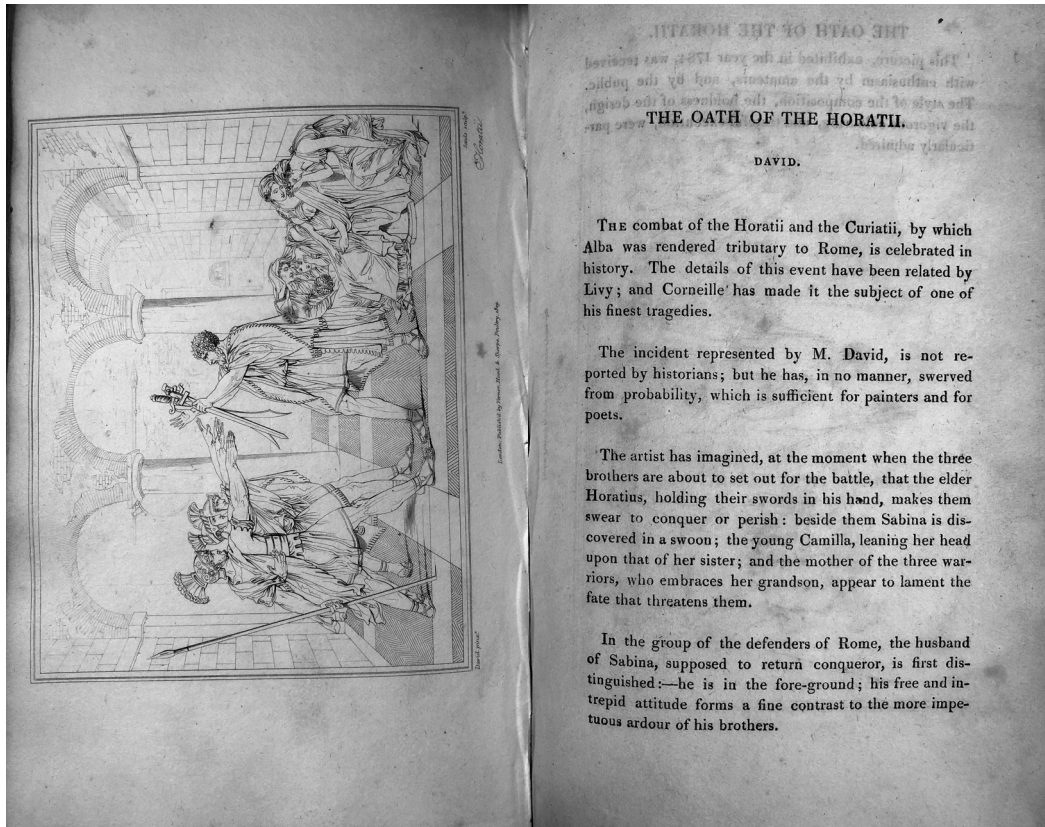 David pinx.t
London. Published by Vernor, Hood & Sharpe, Poultry.
THE OATH OF THE HORATII.
DAVID.
THE combat of the Horatii and the Curiatii, by which
Alba was rendered tributary to Rome, is celebrated in
history. The details of this event have been related by
Livy; and Corneille has made it the subject of one of
his finest tragedies.
The incident represented by M. David, is not re-
ported by historians; but he has, in no manner, swerved
from probability, which is sufficient for painters and for
poets.
The artist has imagined, at the moment when the three
brothers are about to set out for the battle, that the elder
Horatius, holding their swords in his hand, makes them
swear to conquer or perish: beside them Sabina is dis-
covered in a swoon; the young Camilla, leaning her head
upon that of her sister; and the mother of the three war-
riors, who embraces her grandson, appear to lament the
fate that threatens them.
In the group of the defenders of Rome, the husband
of Sabina, supposed to return conqueror, is first dis-
tinguished:—he is in the fore-ground; his free and in-
trepid attitude forms a fine contrast to the more impe-
tuous ardour of his brothers.